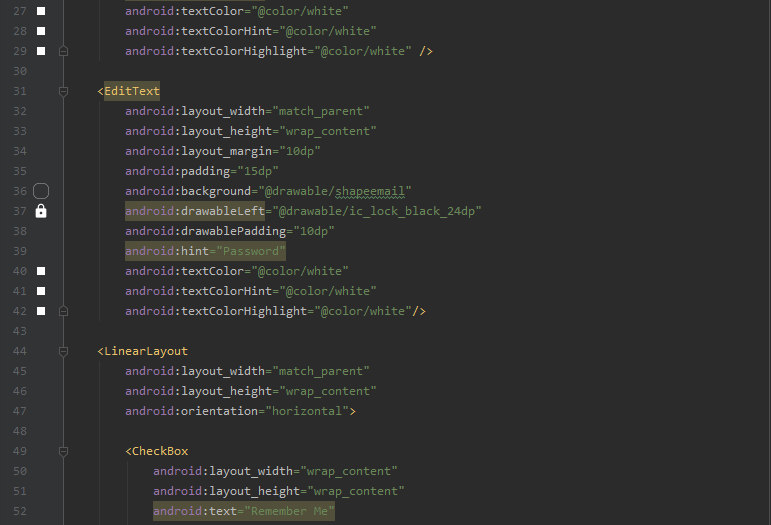 27 android:textColor="@color/white"
28 android:textColorHint="@color/white"
29 android:textColorHighlight="@color/white" />
30
31 <EditText
32 android:layout_width="match_parent"
33 android:layout_height="wrap_content"
34 android:layout_margin="10dp"
35 android:padding="15dp"
36 android:background="@drawable/shapeemail"
37 android:drawableLeft="@drawable/ic_lock_black_24dp"
38 android:drawablePadding="10dp"
39 android:hint="Password"
40 android:textColor="@color/white"
41 android:textColorHint="@color/white"
42 android:textColorHighlight="@color/white"/>
43
44 <LinearLayout
45 android:layout_width="match_parent"
46 android:layout_height="wrap_content"
47 android:orientation="horizontal">
48
49 <CheckBox
50 android:layout_width="wrap_content"
51 android:layout_height="wrap_content"
52 android:text="Remember Me"